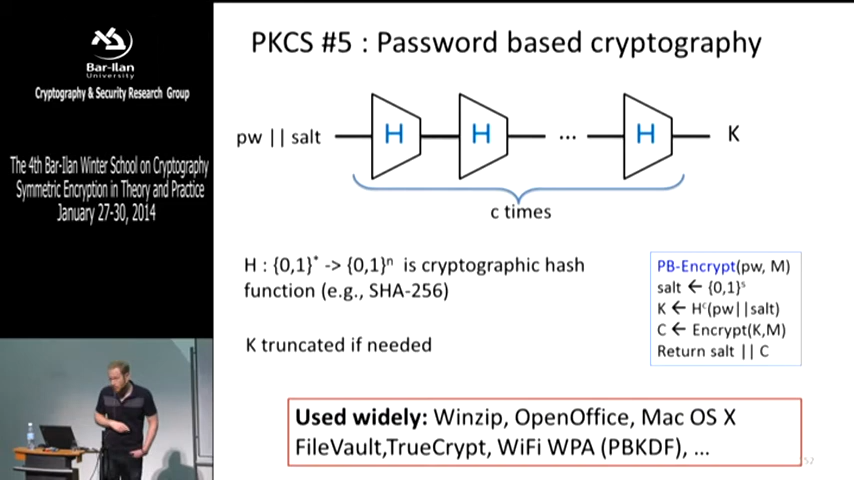 Bar-Ilan
University
Cryptography & Security Research Group
The 4th Bar-Ilan Winter School on Cryptography
Symmetric Encryption in Theory and Practice
January 27-30, 2014
PKCS #5 : Password based cryptography
pw || salt
H
H
...
H
K
c times
H : {0,1}* -> {0,1}ⁿ is cryptographic hash
function (e.g., SHA-256)
K truncated if needed
PB-Encrypt(pw, M)
salt ← {0,1}ˢ
K ← Hᶜ(pw||salt)
C ← Encrypt(K,M)
Return salt || C
Used widely: Winzip, OpenOffice, Mac OS X
FileVault,TrueCrypt, WiFi WPA (PBKDF), ...
52